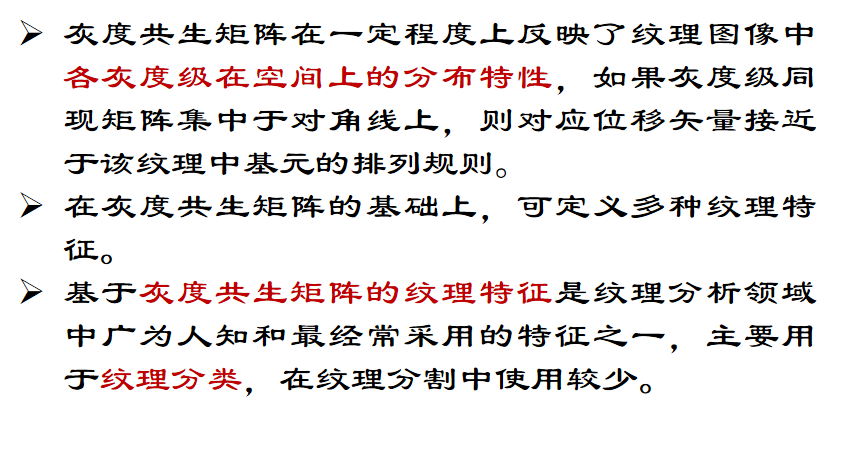 ➢ 灰度共生矩阵在一定程度上反映了纹理图像中
各灰度级在空间上的分布特性，如果灰度级同
现矩阵集中于对角线上，则对应位移矢量接近
于该纹理中基元的排列规则。
➢ 在灰度共生矩阵的基础上，可定义多种纹理特
征。
➢ 基于灰度共生矩阵的纹理特征是纹理分析领域
中广为人知和最经常采用的特征之一，主要用
于纹理分类，在纹理分割中使用较少。